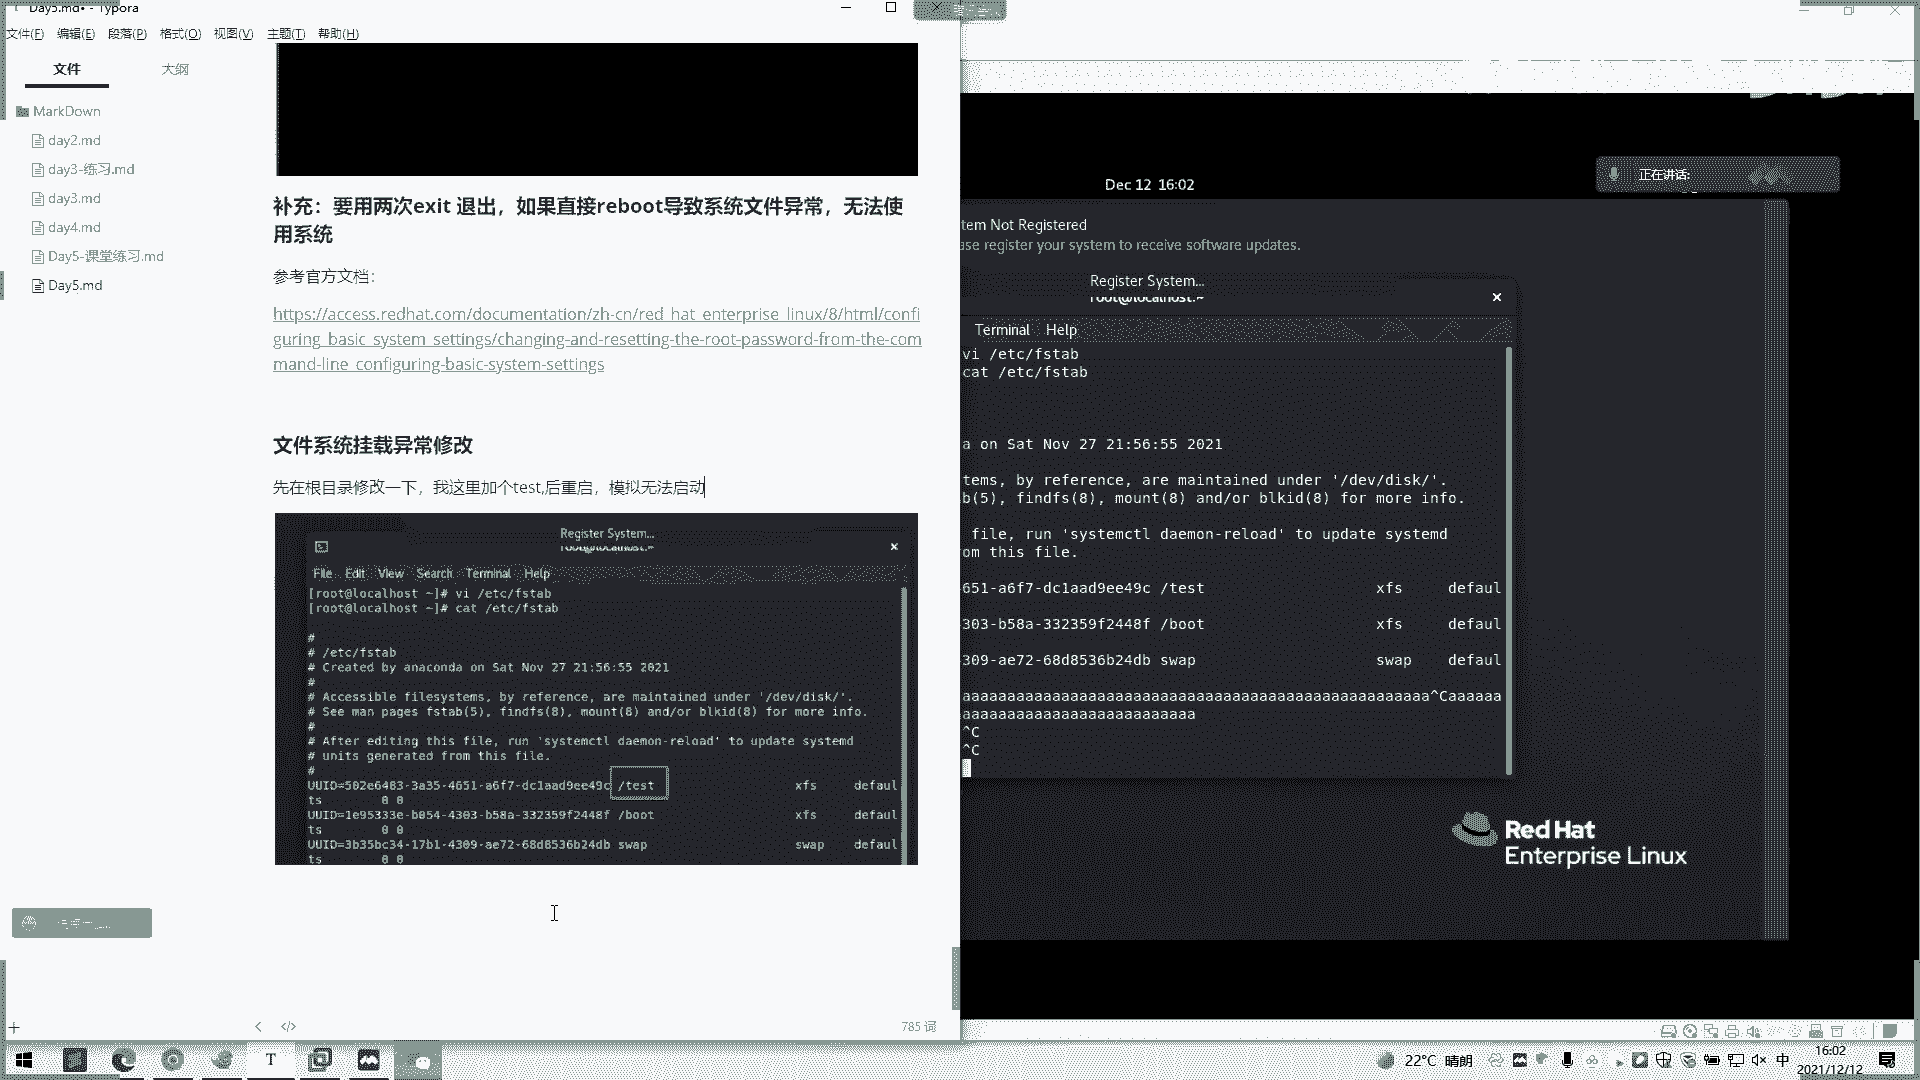 Day5.md• - Typora
文件(F) 编辑(E) 段落(P) 格式(O) 视图(V) 主题(T) 帮助(H)
文件 大纲
MarkDown
day2.md
day3-练习.md
day3.md
day4.md
Day5-课堂练习.md
Day5.md
补充：要用两次exit 退出，如果直接reboot导致系统文件异常，无法使
用系统
参考官方文档：
https://access.redhat.com/documentation/zh-cn/red_hat_enterprise_linux/8/html/confi
guring_basic_system_settings/changing-and-resetting-the-root-password-from-the-com
mand-line_configuring-basic-system-settings
文件系统挂载异常修改
先在根目录修改一下，我这里加个test,后重启，模拟无法启动
Register System...
root@localhost:~
File Edit View Search Terminal Help
[root@localhost ~]# vi /etc/fstab
[root@localhost ~]# cat /etc/fstab
#
# /etc/fstab
# Created by anaconda on Sat Nov 27 21:56:55 2021
#
# Accessible filesystems, by reference, are maintained under '/dev/disk/'.
# See man pages fstab(5), findfs(8), mount(8) and/or blkid(8) for more info.
#
# After editing this file, run 'systemctl daemon-reload' to update systemd
# units generated from this file.
#
UUID=502e6483-3a35-4651-a6f7-dc1aad9ee49c /test xfs defaul
ts 0 0
UUID=1e95333e-b054-4303-b58a-332359f2448f /boot xfs defaul
ts 0 0
UUID=3b35bc34-17b1-4309-ae72-68d8536b24db swap swap defaul
ts 0 0
785 词
Dec 12 16:02
正在讲话:
tem Not Registered
ase register your system to receive software updates.
Register System...
root@localhost:~
Terminal Help
vi /etc/fstab
cat /etc/fstab
a on Sat Nov 27 21:56:55 2021
tems, by reference, are maintained under '/dev/disk/'.
b(5), findfs(8), mount(8) and/or blkid(8) for more info.
file, run 'systemctl daemon-reload' to update systemd
om this file.
651-a6f7-dc1aad9ee49c /test xfs defaul
303-b58a-332359f2448f /boot xfs defaul
309-ae72-68d8536b24db swap swap defaul
^C
^C
Red Hat
Enterprise Linux
22°C 晴朗
中
16:02
2021/12/12